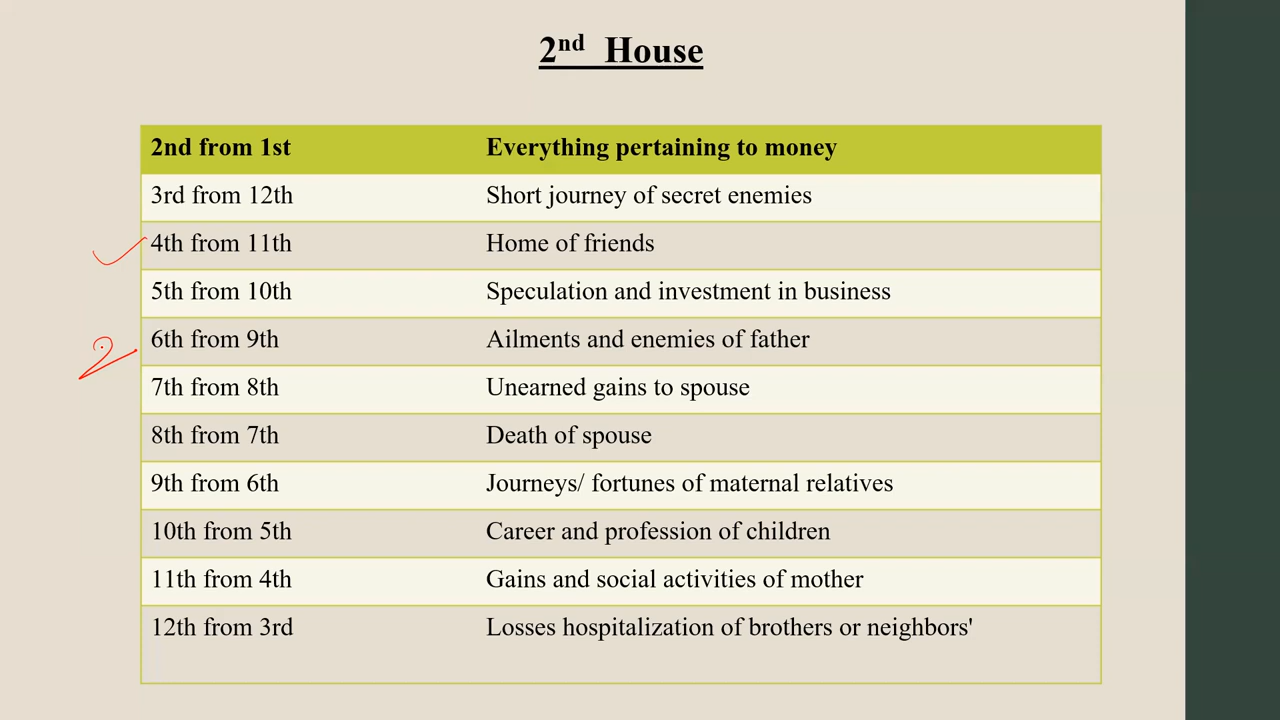 2nd House
2nd from 1st Everything pertaining to money
3rd from 12th Short journey of secret enemies
4th from 11th Home of friends
5th from 10th Speculation and investment in business
6th from 9th Ailments and enemies of father
7th from 8th Unearned gains to spouse
8th from 7th Death of spouse
9th from 6th Journeys/ fortunes of maternal relatives
10th from 5th Career and profession of children
11th from 4th Gains and social activities of mother
12th from 3rd Losses hospitalization of brothers or neighbors'